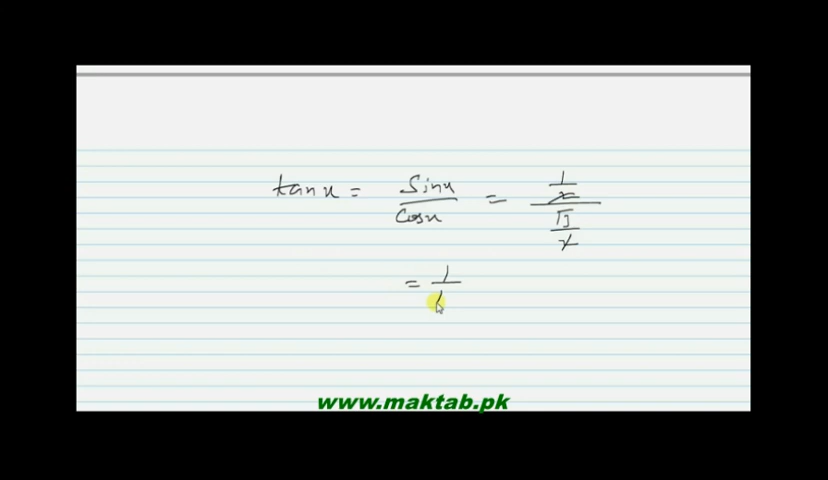 tan x = Sin x / Cos x = (1/2) / (√3/2)
= 1/
www.maktab.pk